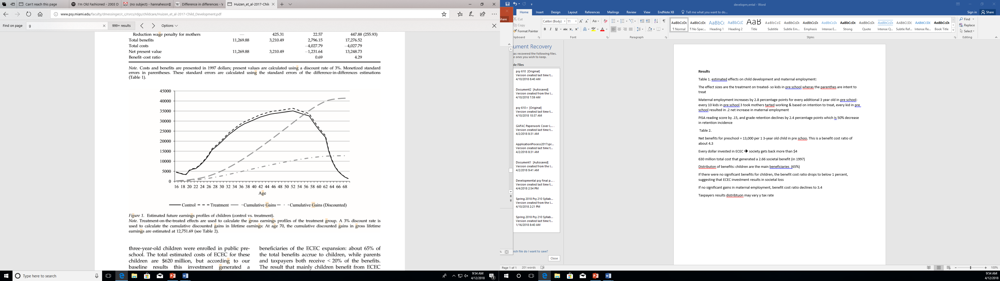 Can't reach this page
I'm Old Fashioned - 2003 D
(no subject) - hannahesor@
Difference in differences - W
Huizen_et_al-2017-Chil
www.psy.miami.edu/faculty/dmessinger/c_c/rsrcs/rdgs/childcare/Huizen_et_al-2017-Child_Development.pdf
Find on page
g
999+ results
Options
Reduction wage penalty for mothers — 425.31 22.57 447.88 (255.93)
Total benefits 11,269.88 3,210.49 2,796.15 17,276.52
Total costs −4,027.79 −4,027.79
Net present value 11,269.88 3,210.49 −1,231.64 13,248.73
Benefit–cost ratio 0.69 4.29
Note. Costs and benefits are presented in 1997 dollars; present values are calculated using a discount rate of 3%. Monetized standard
errors in parentheses. These standard errors are calculated using the standard errors of the difference-in-differences estimations
(Table 1).
45000
40000
35000
30000
25000
20000
15000
10000
5000
0
16 18 20 22 24 26 28 30 32 34 36 38 40 42 44 46 48 50 52 54 56 58 60 62 64 66 68
Age
Control Treatment Cumulative Gains Cumulative Gains (Discounted)
Figure 1. Estimated future earnings profiles of children (control vs. treatment).
Note. Treatment-on-the-treated effects are used to calculate the gross earnings profiles of the treatment group. A 3% discount rate is
used to calculate the cumulative discounted gains in lifetime earnings: At age 70, the cumulative discounted gains in gross lifetime
earnings are estimated at 12,751.69 (see Table 2).
three-year-old children were enrolled in public pre-
school. The total estimated costs of ECEC for these
children are $620 million, but according to our
baseline results this investment generated a
beneficiaries of the ECEC expansion: about 65% of
the total benefits accrue to children, while parents
and taxpayers both receive < 20% of the benefits.
The result that mainly children benefit from ECEC
Type here to search
9:54 AM
4/12/2018
developm,ental - Word
Share
Home Insert Design Layout References Mailings Review View EndNote X8 Tell me what you want to do...
Sign in Share
Cut
Copy
Format Painter
lipboard
Calibri (Body) 11
Font
Paragraph
AaBbCcDc AaBbCcDc AaBbCc AaBbCcC AaB AaBbCcC AaBbCcDc AaBbCcDc AaBbCcDc AaBbCcDc AaBbCcDc AaBbCcDc AaBbCcDc AaBbCcDc AaBbCcDc
¶ Normal ¶ No Spac... Heading 1 Heading 2 Title Subtitle Subtle Em... Emphasis Intense E... Strong Quote Intense Q... Subtle Ref... Intense Re... Book Title
Styles
Find
Replace
Select
Editing
ument Recovery
as recovered the following files.
e ones you wish to keep.
ble Files
psy 610 [Original]
Version created last time t...
4/10/2018 8:40 AM
Document2 [Autosaved]
Version created from the l...
4/10/2018 7:59 AM
psy 610 r [Original]
Version created last time t...
4/10/2018 10:37 AM
GAFAC Paperwork Cover L...
Version created last time t...
4/2/2018 8:31 AM
ApplicationProcess2017spr...
Version created last time t...
4/2/2018 8:31 AM
Document1 [Autosaved]
Version created from the l...
4/2/2018 9:41 AM
Developmental psy final p...
Version created last time t...
4/4/2018 2:54 PM
Spring 2018 Psy 210 Syllab...
Version created from the l...
4/10/2018 2:21 PM
Spring 2018 Psy 210 Syllab...
Version created last time t...
1/16/2018 8:40 AM
hich file do I want to save?
Close
Results
Table 1. estimated effects on child development and maternal employment:
The effect sizes are the treatment on treated- so kids in pre school wheras the parenthes are intent to
treat
Maternal employment increases by 2.8 percentage points for every additional 3 year old in pre school-
every 10 kids in pre school 3 took mothers tarted working & based on intention to treat, every kid in pre
school resulted in .2 net increase in maternal employment
PISA reading score by .15, and grade retention declines by 2.4 percentage points which Is 50% decrease
in retention incidence
Table 2.
Net benefits for preschool = 13,000 per 1 3-year old child in pre schoo. This is a benefit cost ratio of
about 4.3
Every dollar invested in ECEC ➔ society gets back more than $4
630 million total cost that generated a 2.66 societal benefit (in 1997)
Distributon of benefits: children are the main beneficiaries (65%)
If there were no significant benefits for children, the benefit cost ratio drops to below 1 percent,
suggesting that ECEC investment results in societal loss
If no significant gains in maternal employment, benefit cost ratio declines to 3.4
Taxpayers results distribtuon may vary y tax rate
Page 1 of 1 201 words
100%
9:54 AM
4/12/2018